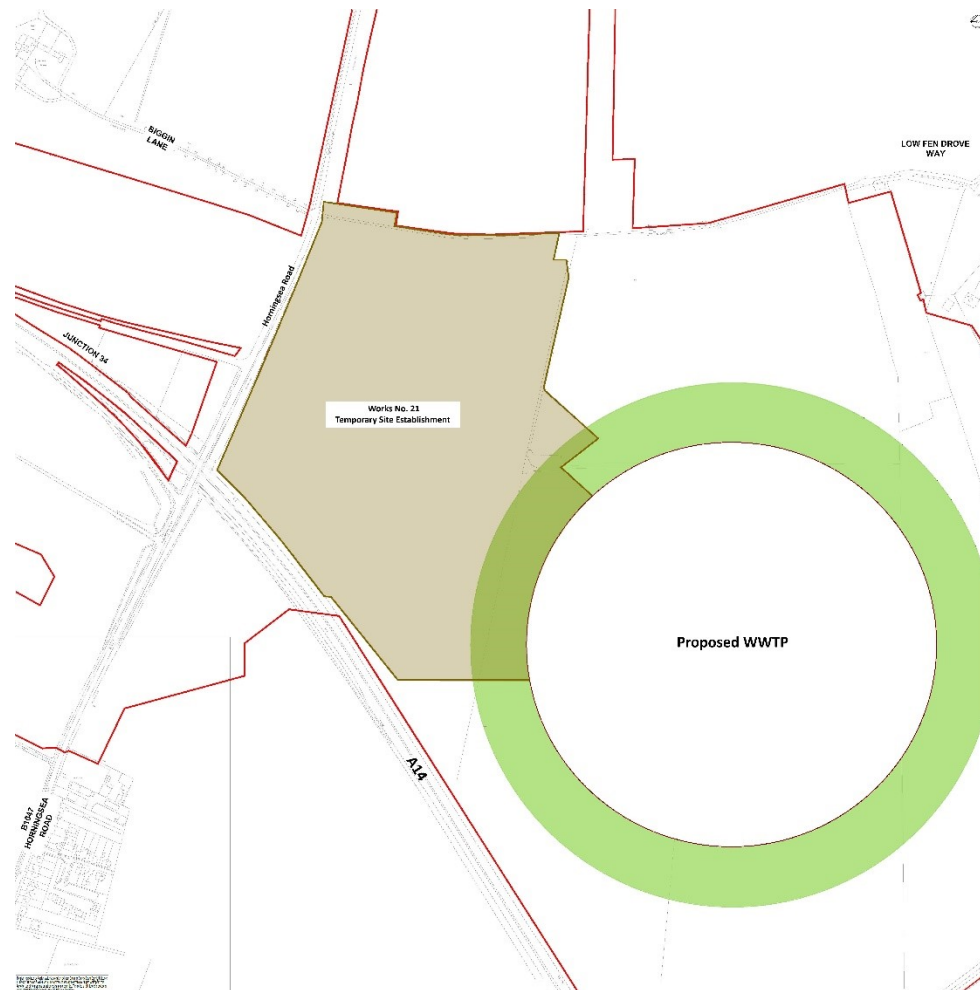 BIGGIN
LANE
LOW FEN DROVE
WAY
Horningsea Road
JUNCTION 34
Works No. 21
Temporary Site Establishment
Proposed WWTP
A14
B1047
HORNINGSEA
ROAD